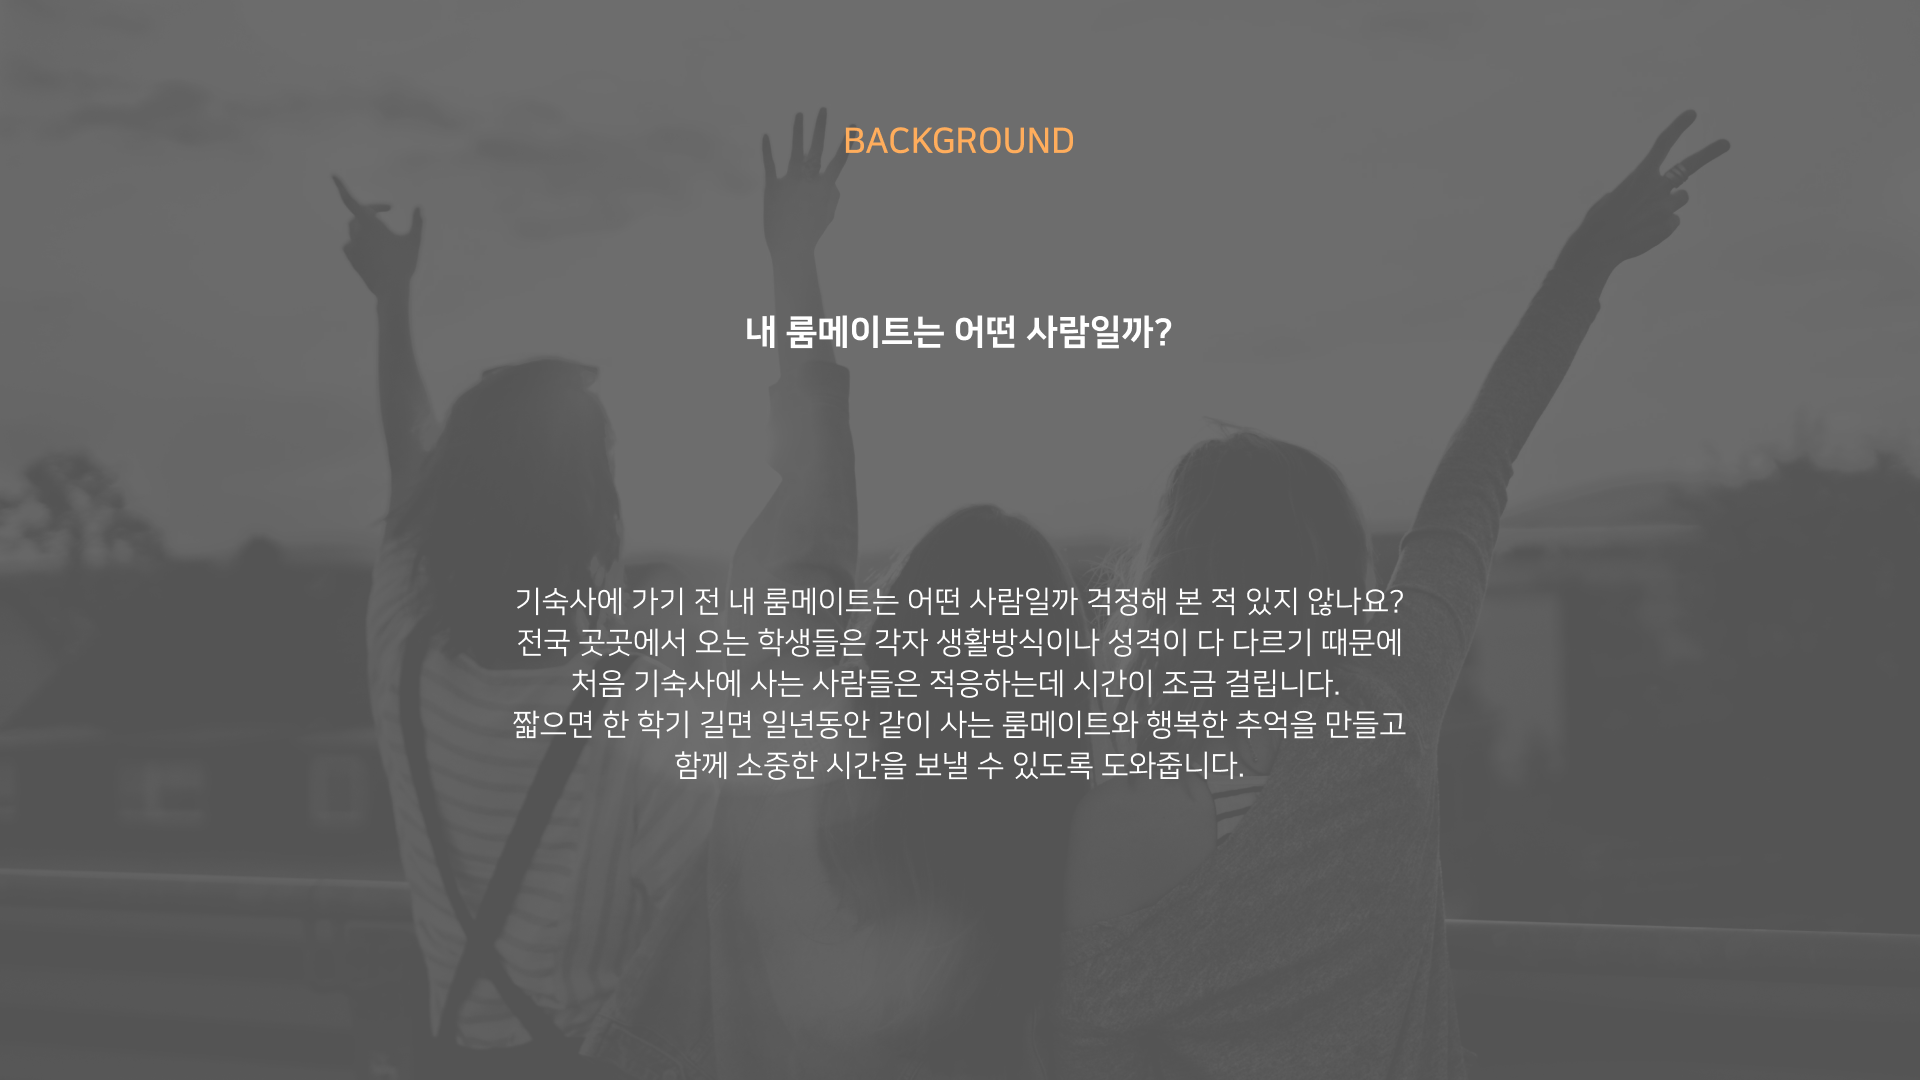 BACKGROUND
내 룸메이트는 어떤 사람일까?
기숙사에 가기 전 내 룸메이트는 어떤 사람일까 걱정해 본 적 있지 않나요?
전국 곳곳에서 오는 학생들은 각자 생활방식이나 성격이 다 다르기 때문에
처음 기숙사에 사는 사람들은 적응하는데 시간이 조금 걸립니다.
짧으면 한 학기 길면 일년동안 같이 사는 룸메이트와 행복한 추억을 만들고
함께 소중한 시간을 보낼 수 있도록 도와줍니다.